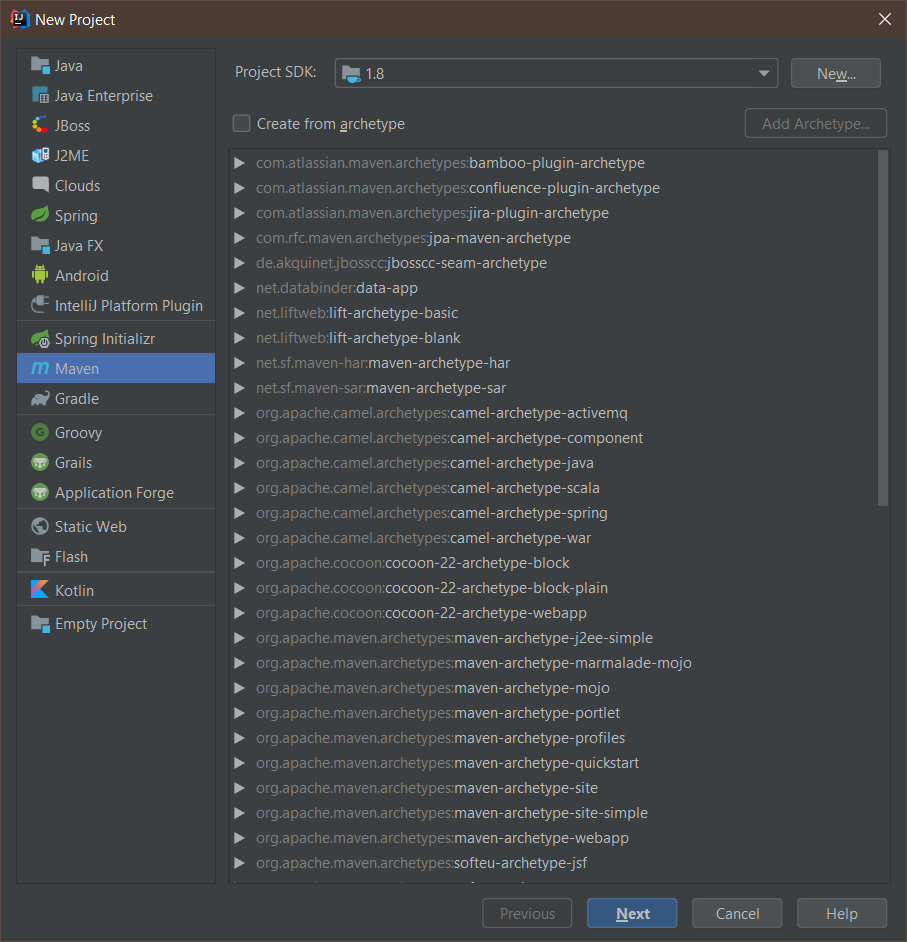 New Project
Java
Java Enterprise
JBoss
J2ME
Clouds
Spring
Java FX
Android
IntelliJ Platform Plugin
Spring Initializr
Maven
Gradle
Groovy
Grails
Application Forge
Static Web
Flash
Kotlin
Empty Project
Project SDK: 1.8 New...
Create from archetype Add Archetype...
com.atlassian.maven.archetypes:bamboo-plugin-archetype
com.atlassian.maven.archetypes:confluence-plugin-archetype
com.atlassian.maven.archetypes:jira-plugin-archetype
com.rfc.maven.archetypes:jpa-maven-archetype
de.akquinet.jbosscc:jbosscc-seam-archetype
net.databinder:data-app
net.liftweb:lift-archetype-basic
net.liftweb:lift-archetype-blank
net.sf.maven-har:maven-archetype-har
net.sf.maven-sar:maven-archetype-sar
org.apache.camel.archetypes:camel-archetype-activemq
org.apache.camel.archetypes:camel-archetype-component
org.apache.camel.archetypes:camel-archetype-java
org.apache.camel.archetypes:camel-archetype-scala
org.apache.camel.archetypes:camel-archetype-spring
org.apache.camel.archetypes:camel-archetype-war
org.apache.cocoon:cocoon-22-archetype-block
org.apache.cocoon:cocoon-22-archetype-block-plain
org.apache.cocoon:cocoon-22-archetype-webapp
org.apache.maven.archetypes:maven-archetype-j2ee-simple
org.apache.maven.archetypes:maven-archetype-marmalade-mojo
org.apache.maven.archetypes:maven-archetype-mojo
org.apache.maven.archetypes:maven-archetype-portlet
org.apache.maven.archetypes:maven-archetype-profiles
org.apache.maven.archetypes:maven-archetype-quickstart
org.apache.maven.archetypes:maven-archetype-site
org.apache.maven.archetypes:maven-archetype-site-simple
org.apache.maven.archetypes:maven-archetype-webapp
org.apache.maven.archetypes:softeu-archetype-jsf
Previous Next Cancel Help